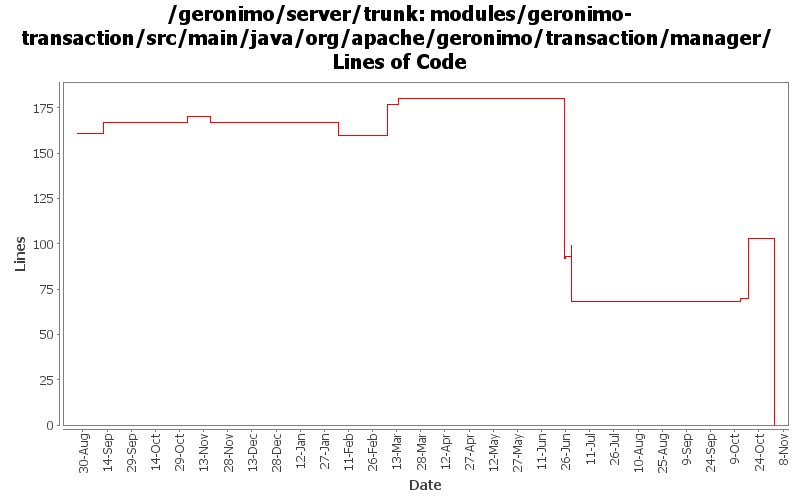 /geronimo/server/trunk: modules/geronimo-
transaction/src/main/java/org/apache/geronimo/transaction/manager/
Lines of Code
175
150
125
100
75
50
25
0
Lines
30-Aug
14-Sep
29-Sep
14-Oct
29-Oct
13-Nov
28-Nov
13-Dec
28-Dec
12-Jan
27-Jan
11-Feb
26-Feb
13-Mar
28-Mar
12-Apr
27-Apr
12-May
27-May
11-Jun
26-Jun
11-Jul
26-Jul
10-Aug
25-Aug
9-Sep
24-Sep
9-Oct
24-Oct
8-Nov
Date